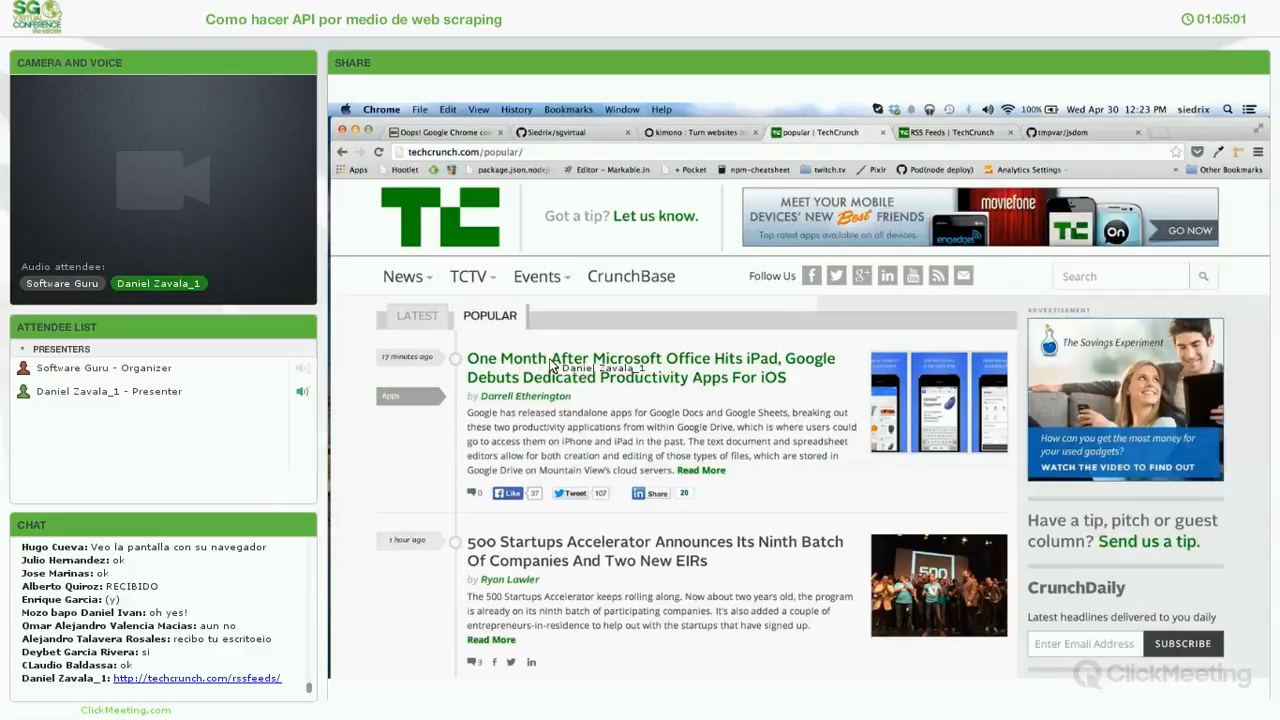 SG
VIRTUAL
CONFERENCE
Como hacer API por medio de web scraping
01:05:01
CAMERA AND VOICE
Audio attendee:
Software Guru
Daniel Zavala_1
ATTENDEE LIST
PRESENTERS
Software Guru - Organizer
Daniel Zavala_1 - Presenter
CHAT
Hugo Cueva: Veo la pantalla con su navegador
Julio Hernandez: ok
Jose Marinas: ok
Alberto Quiroz: RECIBIDO
Enrique Garcia: (y)
Mozo bapo Daniel Ivan: oh yes!
Omar Alejandro Valencia Macias: aun no
Alejandro Talavera Rosales: recibo tu escritoeio
Deybet Garcia Rivera: si
CLaudio Baldassa: ok
Daniel Zavala_1: http://techcrunch.com/rssfeeds/
ClickMeeting.com
SHARE
Chrome File Edit View History Bookmarks Window Help
100% Wed Apr 30 12:23 PM siedrix
Oops! Google Chrome co
Siedrix/sgvirtual
kimono : Turn websites in
popular | TechCrunch
RSS Feeds | TechCrunch
tmpvar/jsdom
techcrunch.com/popular/
Apps Hootlet package.json.nodej Editor - Markable.in + Pocket npm-cheatsheet twitch.tv Pixlr Pod(node deploy) Analytics Settings - » Other Bookmarks
TC
Got a tip? Let us know.
MEET YOUR MOBILE
DEVICES' NEW Best FRIENDS
Top rated apps available on all devices.
engadget
moviefone
TC
On
GO NOW
News TCTV Events CrunchBase
Follow Us
Search
LATEST POPULAR
17 minutes ago
Apps
One Month After Microsoft Office Hits iPad, Google
Daniel Zavala_1
Debuts Dedicated Productivity Apps For iOS
by Darrell Etherington
Google has released standalone apps for Google Docs and Google Sheets, breaking out
these two productivity applications from within Google Drive, which is where users could
go to access them on iPhone and iPad in the past. The text document and spreadsheet
editors allow for both creation and editing of those types of files, which are stored in
Google Drive on Mountain View's cloud servers. Read More
0 Like 37 Tweet 107 Share 20
1 hour ago
500 Startups Accelerator Announces Its Ninth Batch
Of Companies And Two New EIRs
by Ryan Lawler
The 500 Startups Accelerator keeps rolling along. Now about two years old, the program
is already on its ninth batch of participating companies. It's also added a couple of
entrepreneurs-in-residence to help out with the startups that have signed up.
Read More
3
500
ADVERTISEMENT
The Savings Experiment
How can you get the most money for
your used gadgets?
WATCH THE VIDEO TO FIND OUT
Have a tip, pitch or guest
column? Send us a tip.
CrunchDaily
Latest headlines delivered to you daily
Enter Email Address
SUBSCRIBE
ClickMeeting